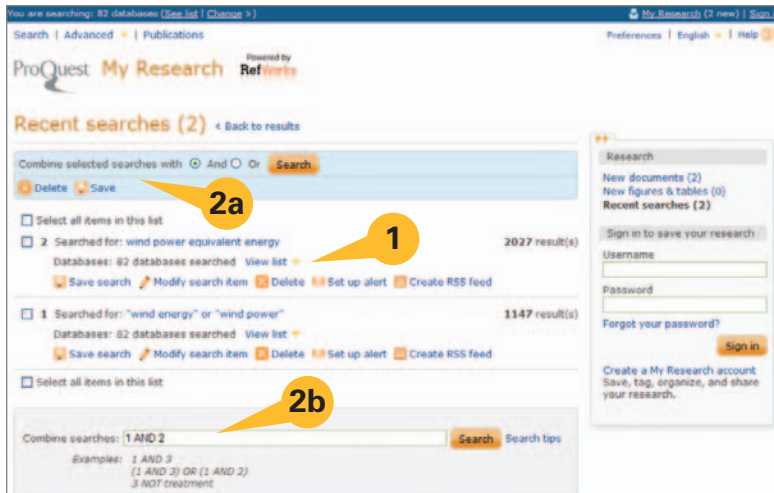 You are searching: 82 databases (See list | Change >)
My Research (2 new) | Sign
Search | Advanced | Publications
Preferences | English | Help
ProQuest My Research
Powered by
RefWorks
Recent searches (2) < Back to results
Combine selected searches with And Or Search
Delete Save
2a
Select all items in this list
1
2 Searched for: wind power equivalent energy 2027 result(s)
Databases: 82 databases searched View list
Save search Modify search item Delete Set up alert Create RSS feed
1 Searched for: "wind energy" or "wind power" 1147 result(s)
Databases: 82 databases searched View list
Save search Modify search item Delete Set up alert Create RSS feed
Select all items in this list
2b
Combine searches: 1 AND 2 Search Search tips
Examples: 1 AND 3
(1 AND 3) OR (1 AND 2)
3 NOT treatment
Research
New documents (2)
New figures & tables (0)
Recent searches (2)
Sign in to save your research
Username
Password
Forgot your password?
Sign in
Create a My Research account
Save, tag, organize, and share
your research.